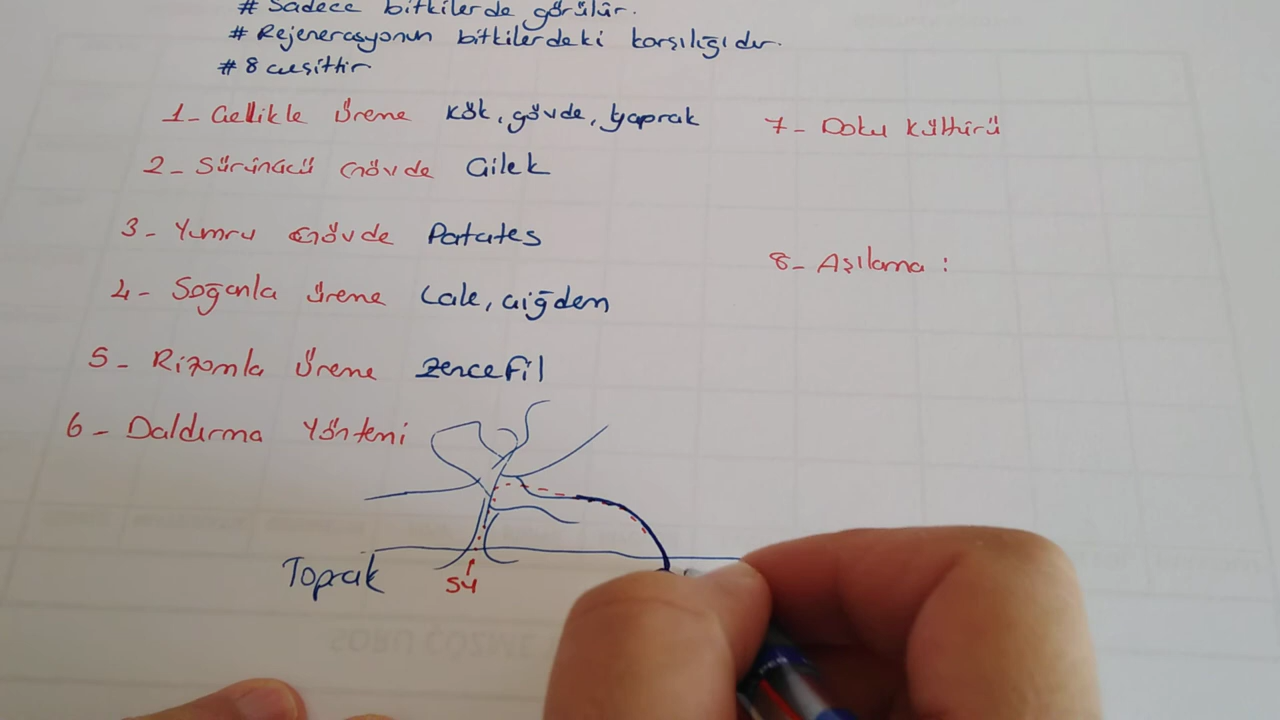 # Sadece bitkilerde görülür.
# Rejenerasyonun bitkilerdeki karşılığıdır.
# 8 çeşittir
1- Çelikle Üreme Kök, gövde, yaprak
2- Sürünücü Gövde Çilek
3- Yumru Gövde Patates
4- Soğanla üreme Lale, çiğdem
5- Rizomla üreme Zencefil
6- Daldırma Yöntemi
Toprak
su
7- Doku Kültürü
8- Aşılama :